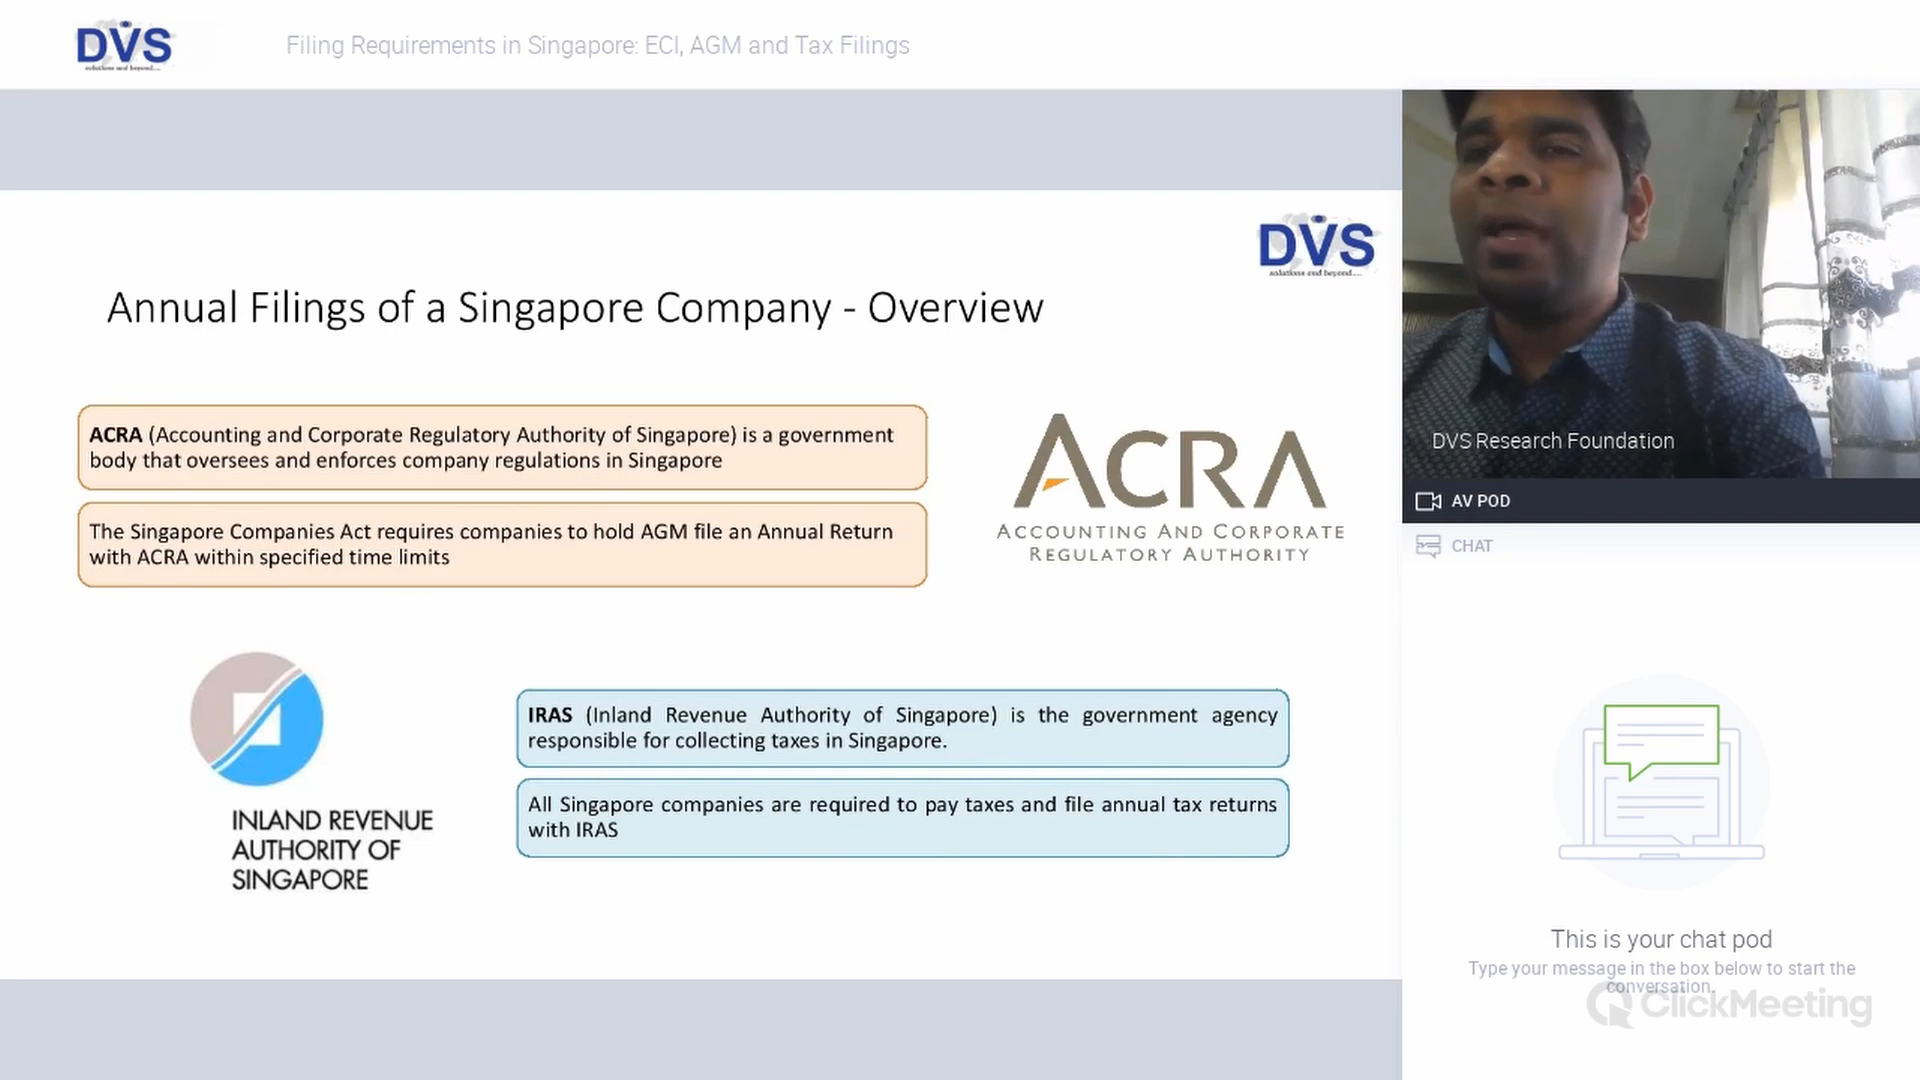 DVS
solutions and beyond....
Filing Requirements in Singapore: ECI, AGM and Tax Filings
DVS
solutions and beyond....
Annual Filings of a Singapore Company - Overview
ACRA (Accounting and Corporate Regulatory Authority of Singapore) is a government
body that oversees and enforces company regulations in Singapore
The Singapore Companies Act requires companies to hold AGM file an Annual Return
with ACRA within specified time limits
ACRA
ACCOUNTING AND CORPORATE
REGULATORY AUTHORITY
INLAND REVENUE
AUTHORITY OF
SINGAPORE
IRAS (Inland Revenue Authority of Singapore) is the government agency
responsible for collecting taxes in Singapore.
All Singapore companies are required to pay taxes and file annual tax returns
with IRAS
DVS Research Foundation
AV POD
CHAT
This is your chat pod
Type your message in the box below to start the
conversation.
ClickMeeting